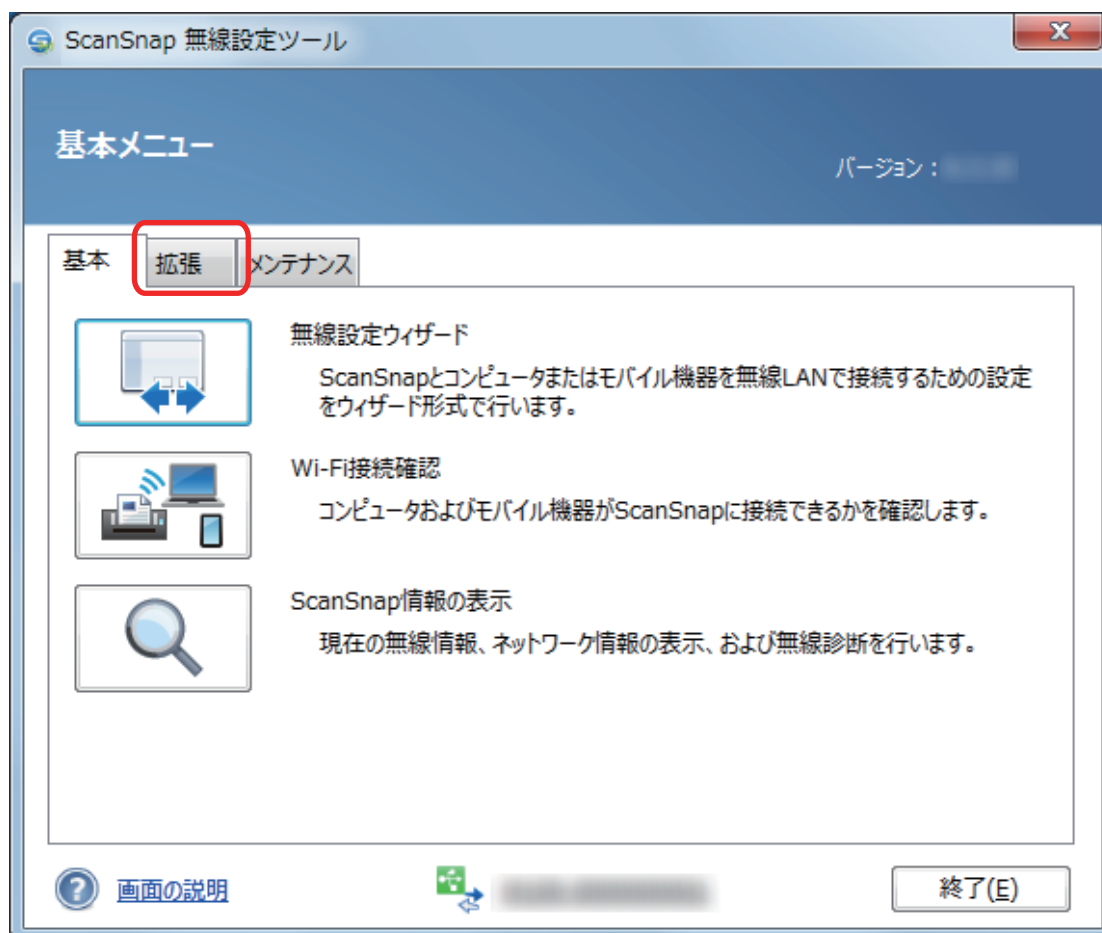 ScanSnap 無線設定ツール
基本メニュー
バージョン：
基本
拡張
メンテナンス
無線設定ウィザード
ScanSnapとコンピュータまたはモバイル機器を無線LANで接続するための設定
をウィザード形式で行います。
Wi-Fi接続確認
コンピュータおよびモバイル機器がScanSnapに接続できるかを確認します。
ScanSnap情報の表示
現在の無線情報、ネットワーク情報の表示、および無線診断を行います。
画面の説明
終了(E)